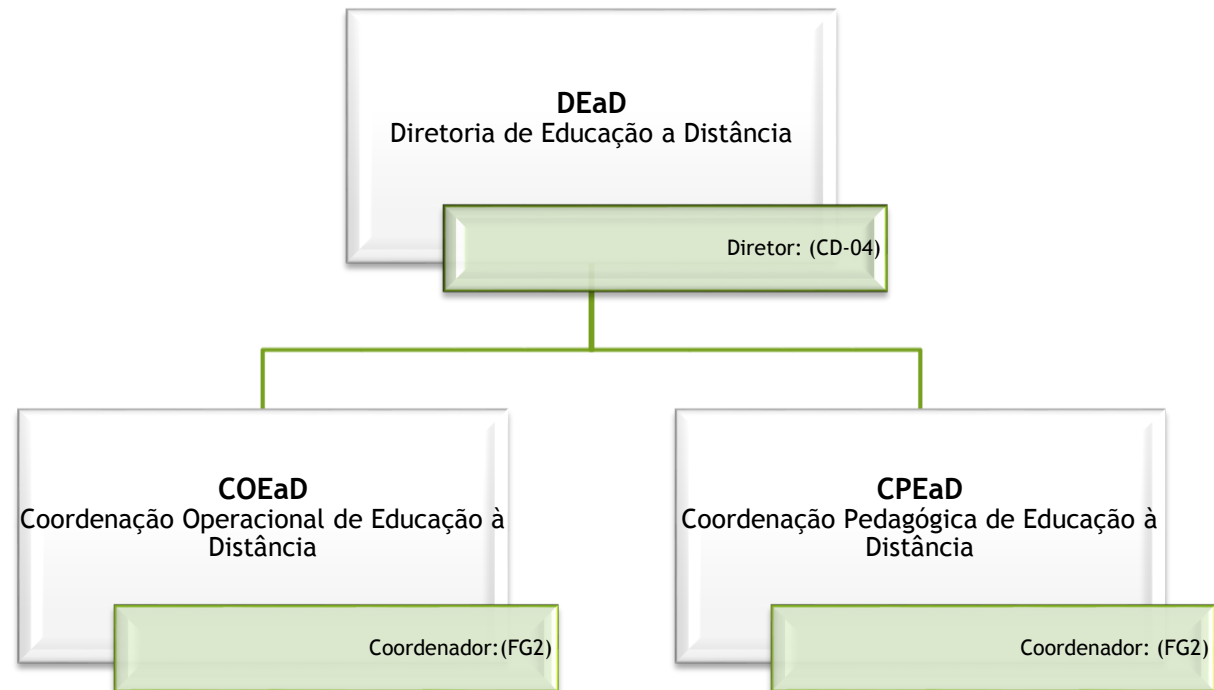 DEaD
Diretoria de Educação a Distância
Diretor: (CD-04)
COEaD
Coordenação Operacional de Educação à
Distância
Coordenador:(FG2)
CPEaD
Coordenação Pedagógica de Educação à
Distância
Coordenador: (FG2)